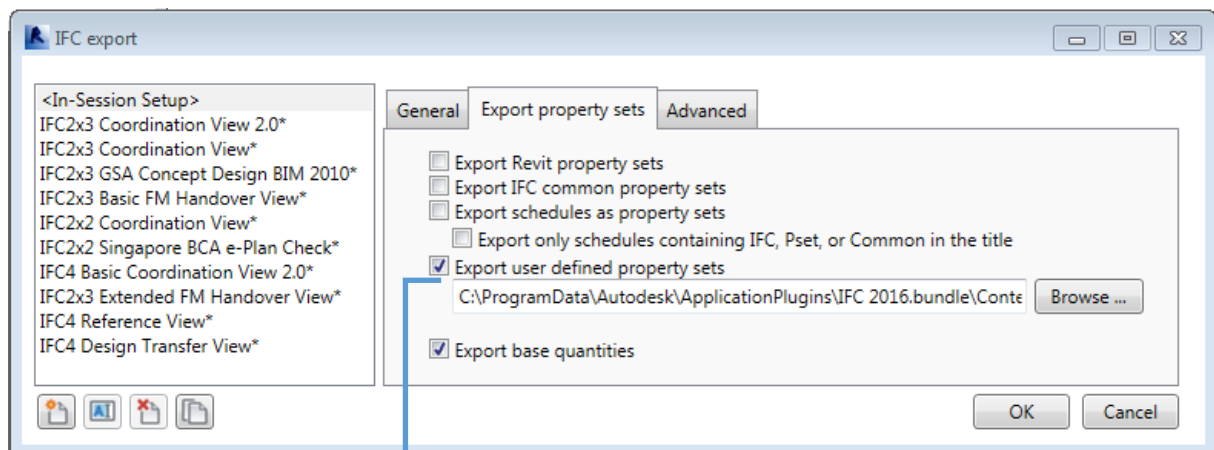 IFC export
<In-Session Setup>
IFC2x3 Coordination View 2.0*
IFC2x3 Coordination View*
IFC2x3 GSA Concept Design BIM 2010*
IFC2x3 Basic FM Handover View*
IFC2x2 Coordination View*
IFC2x2 Singapore BCA e-Plan Check*
IFC4 Basic Coordination View 2.0*
IFC2x3 Extended FM Handover View*
IFC4 Reference View*
IFC4 Design Transfer View*
General Export property sets Advanced
Export Revit property sets
Export IFC common property sets
Export schedules as property sets
Export only schedules containing IFC, Pset, or Common in the title
Export user defined property sets
C:\ProgramData\Autodesk\ApplicationPlugins\IFC 2016.bundle\Conte Browse ...
Export base quantities
AI
OK Cancel